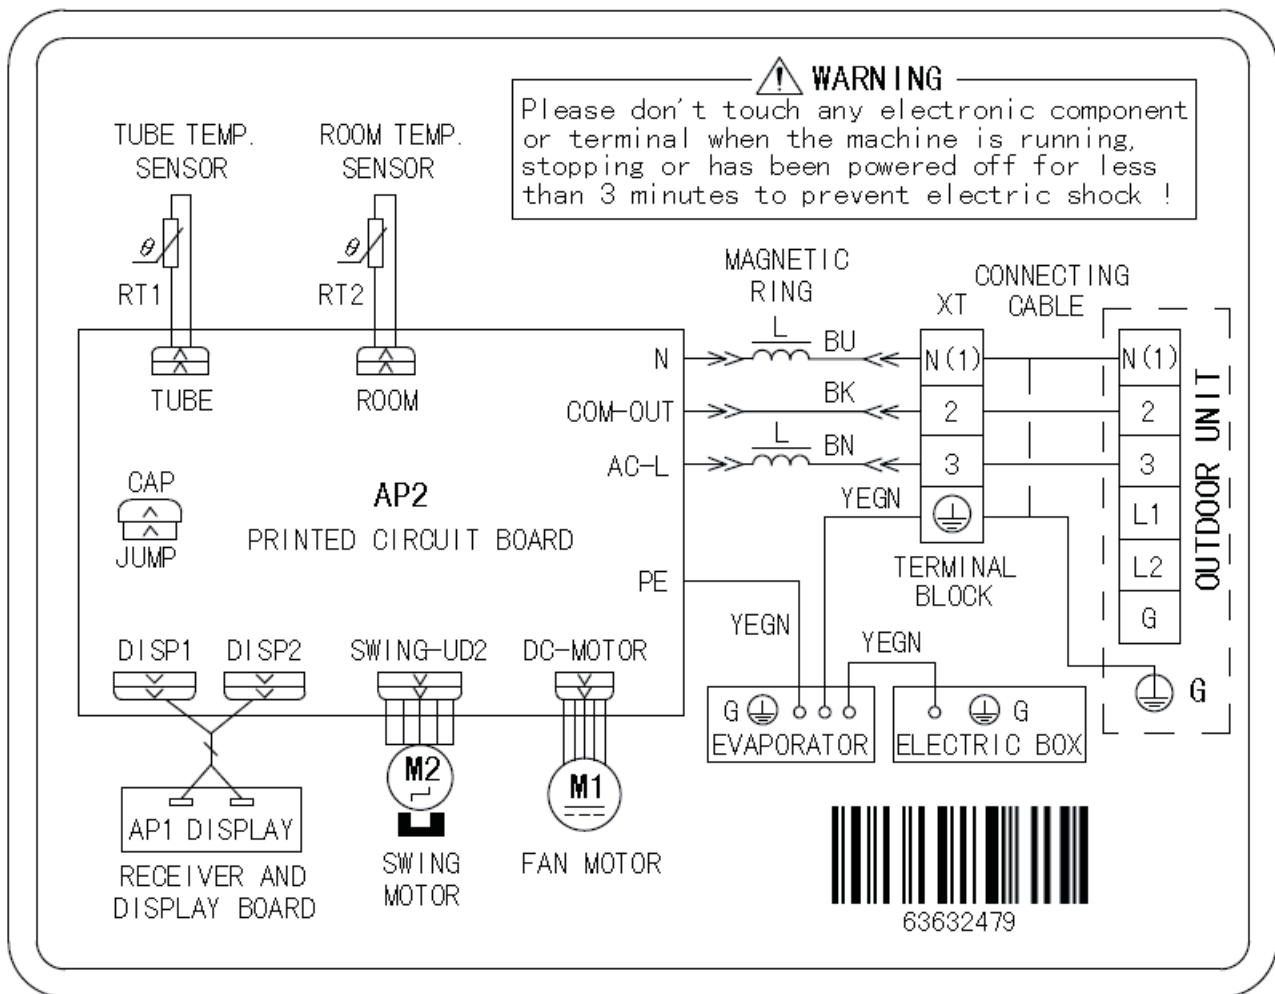 WARNING
Please don't touch any electronic component
or terminal when the machine is running,
stopping or has been powered off for less
than 3 minutes to prevent electric shock !
TUBE TEMP.
SENSOR
ROOM TEMP.
SENSOR
θ
θ
RT1
RT2
TUBE
ROOM
MAGNETIC
RING
XT
CONNECTING
CABLE
N
L
BU
N(1)
N(1)
COM-OUT
BK
2
2
AC-L
L
BN
3
3
YEGN
L1
L2
G
OUTDOOR UNIT
CAP
JUMP
AP2
PRINTED CIRCUIT BOARD
TERMINAL
BLOCK
PE
YEGN
YEGN
DISP1
DISP2
SWING-UD2
DC-MOTOR
G
EVAPORATOR
G
ELECTRIC BOX
G
M2
M1
AP1 DISPLAY
RECEIVER AND
DISPLAY BOARD
SWING
MOTOR
FAN MOTOR
63632479